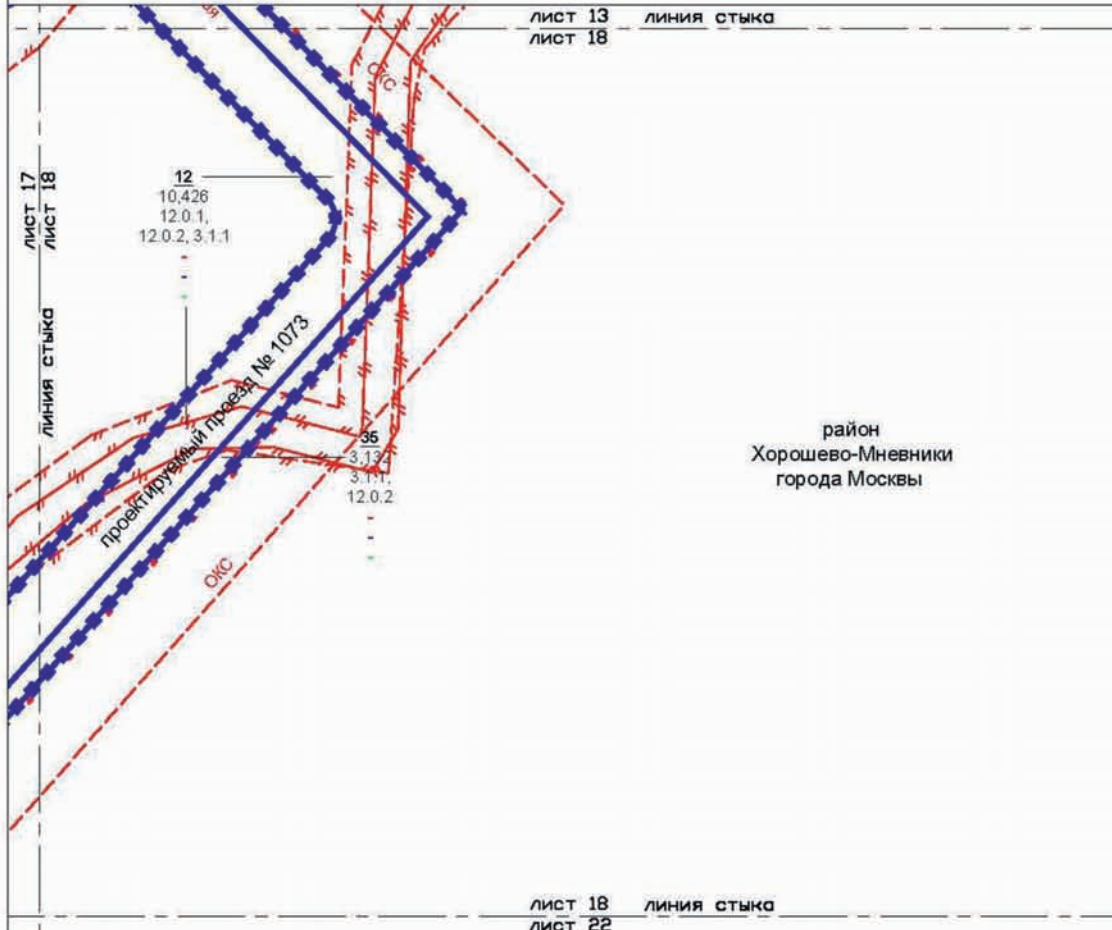 лист 13 линия стыка
лист 18
ОКС
лист 17
лист 18
линия стыка
12
10,426
12.0.1,
12.0.2, 3.1.1
проектируемый проезд № 1073
35
3.1.1,
12.0.2
ОКС
район
Хорошево-Мневники
города Москвы
лист 18 линия стыка
лист 22